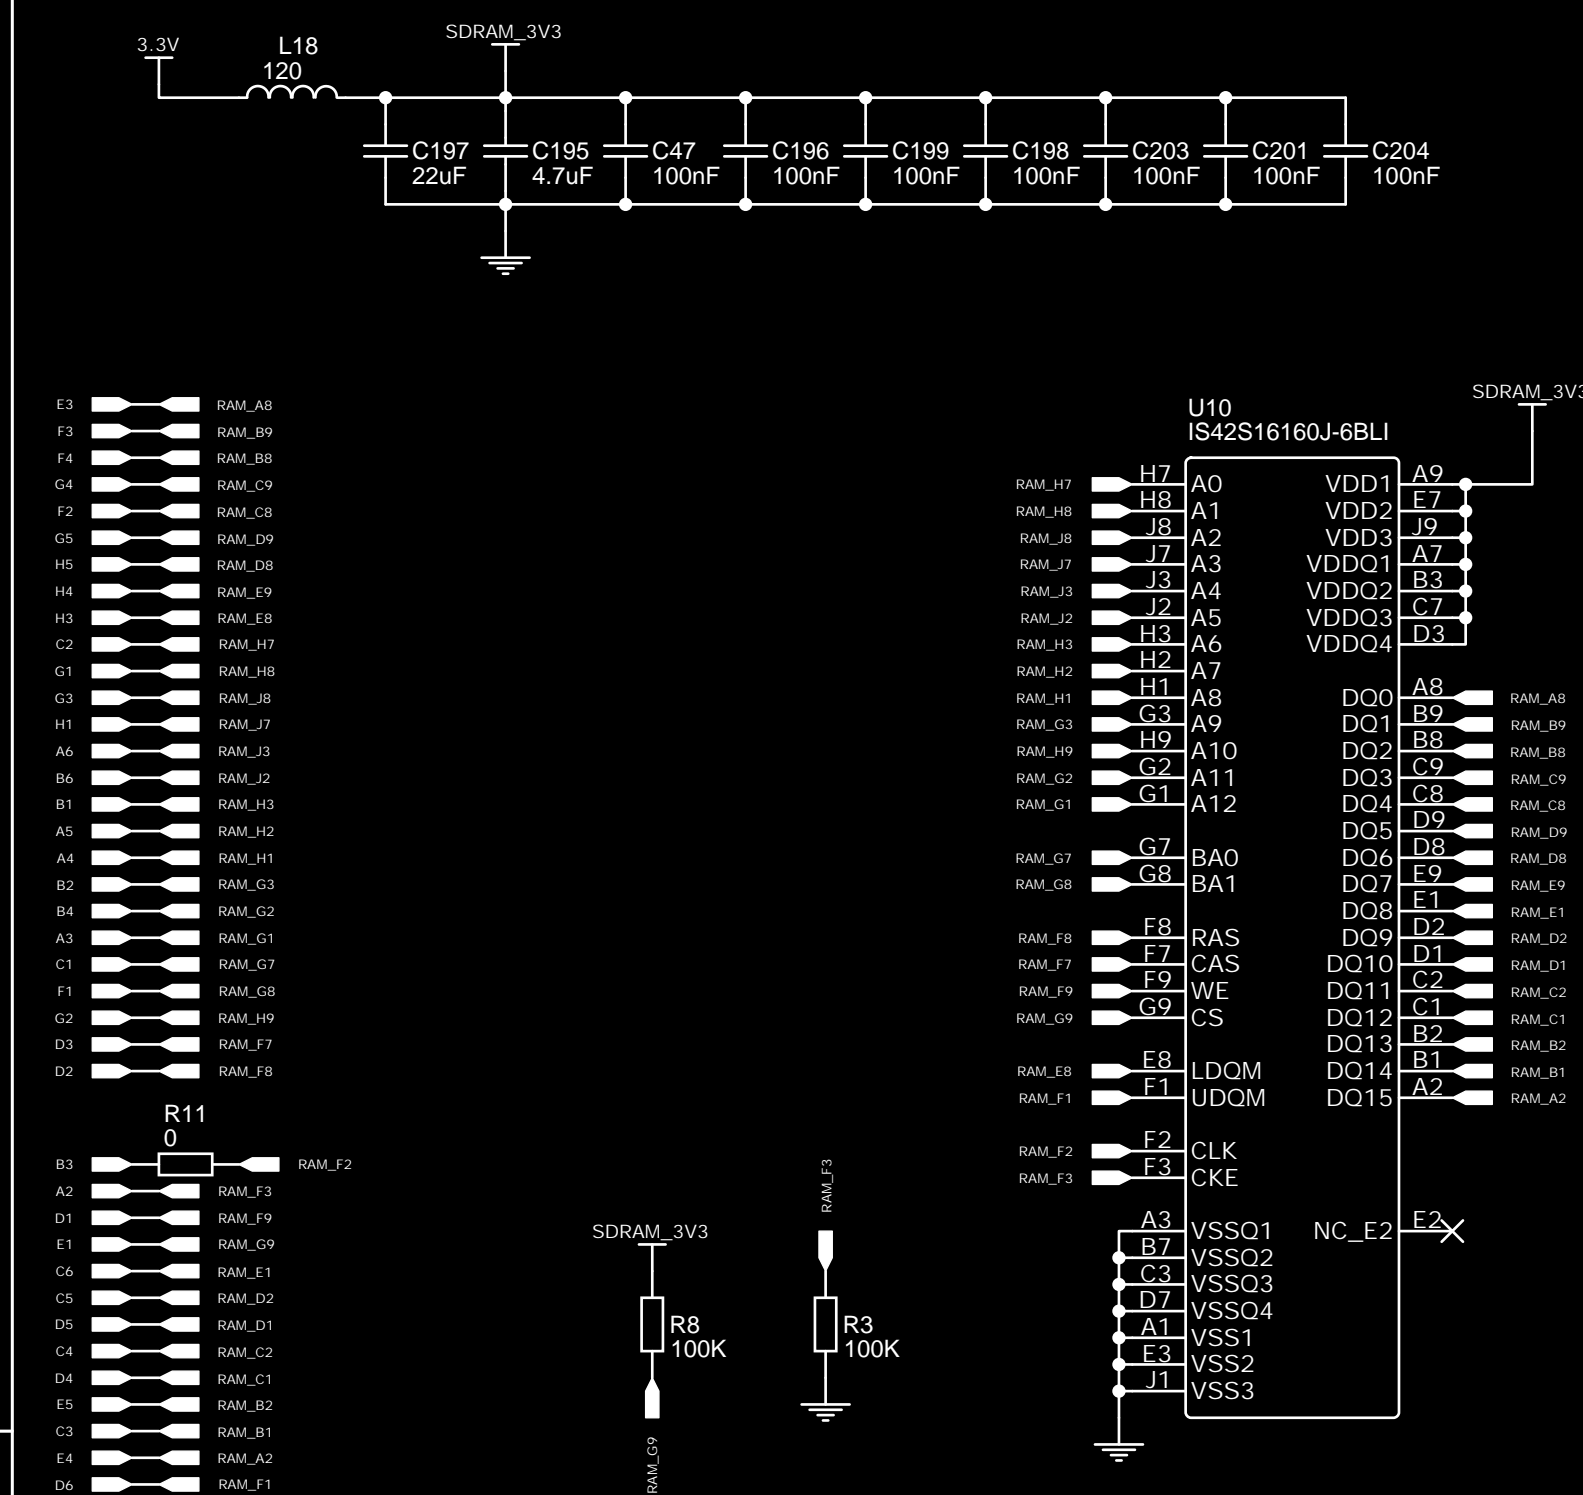 3.3V
L18
120
SDRAM_3V3
C197
22uF
C195
4.7uF
C47
100nF
C196
100nF
C199
100nF
C198
100nF
C203
100nF
C201
100nF
C204
100nF
E3 RAM_A8
F3 RAM_B9
F4 RAM_B8
G4 RAM_C9
F2 RAM_C8
G5 RAM_D9
H5 RAM_D8
H4 RAM_E9
H3 RAM_E8
C2 RAM_H7
G1 RAM_H8
G3 RAM_J8
H1 RAM_J7
A6 RAM_J3
B6 RAM_J2
B1 RAM_H3
A5 RAM_H2
A4 RAM_H1
B2 RAM_G3
B4 RAM_G2
A3 RAM_G1
C1 RAM_G7
F1 RAM_G8
G2 RAM_H9
D3 RAM_F7
D2 RAM_F8
R11
0
B3 RAM_F2
A2 RAM_F3
D1 RAM_F9
E1 RAM_G9
C6 RAM_E1
C5 RAM_D2
D5 RAM_D1
C4 RAM_C2
D4 RAM_C1
E5 RAM_B2
C3 RAM_B1
E4 RAM_A2
D6 RAM_F1
SDRAM_3V3
R8
100K
RAM_G9
RAM_F3
R3
100K
U10
IS42S16160J-6BLI
SDRAM_3V3
RAM_H7 H7 A0
RAM_H8 H8 A1
RAM_J8 J8 A2
RAM_J7 J7 A3
RAM_J3 J3 A4
RAM_J2 J2 A5
RAM_H3 H3 A6
RAM_H2 H2 A7
RAM_H1 H1 A8
RAM_G3 G3 A9
RAM_H9 H9 A10
RAM_G2 G2 A11
RAM_G1 G1 A12
RAM_G7 G7 BA0
RAM_G8 G8 BA1
RAM_F8 F8 RAS
RAM_F7 F7 CAS
RAM_F9 F9 WE
RAM_G9 G9 CS
RAM_E8 E8 LDQM
RAM_F1 F1 UDQM
RAM_F2 F2 CLK
RAM_F3 F3 CKE
A3 VSSQ1
B7 VSSQ2
C3 VSSQ3
D7 VSSQ4
A1 VSS1
E3 VSS2
J1 VSS3
VDD1 A9
VDD2 E7
VDD3 J9
VDDQ1 A7
VDDQ2 B3
VDDQ3 C7
VDDQ4 D3
DQ0 A8 RAM_A8
DQ1 B9 RAM_B9
DQ2 B8 RAM_B8
DQ3 C9 RAM_C9
DQ4 C8 RAM_C8
DQ5 D9 RAM_D9
DQ6 D8 RAM_D8
DQ7 E9 RAM_E9
DQ8 E1 RAM_E1
DQ9 D2 RAM_D2
DQ10 D1 RAM_D1
DQ11 C2 RAM_C2
DQ12 C1 RAM_C1
DQ13 B2 RAM_B2
DQ14 B1 RAM_B1
DQ15 A2 RAM_A2
NC_E2 E2